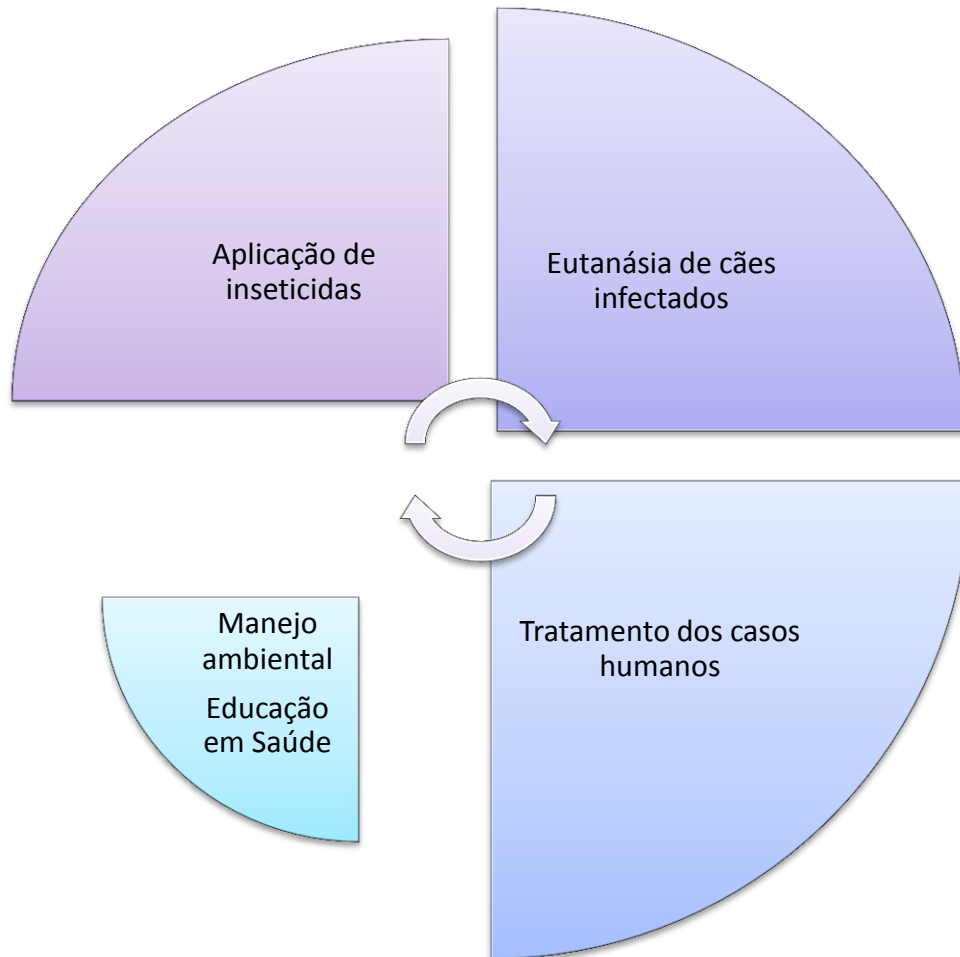 Aplicação de
inseticidas
Eutanásia de cães
infectados
Manejo
ambiental
Educação
em Saúde
Tratamento dos casos
humanos